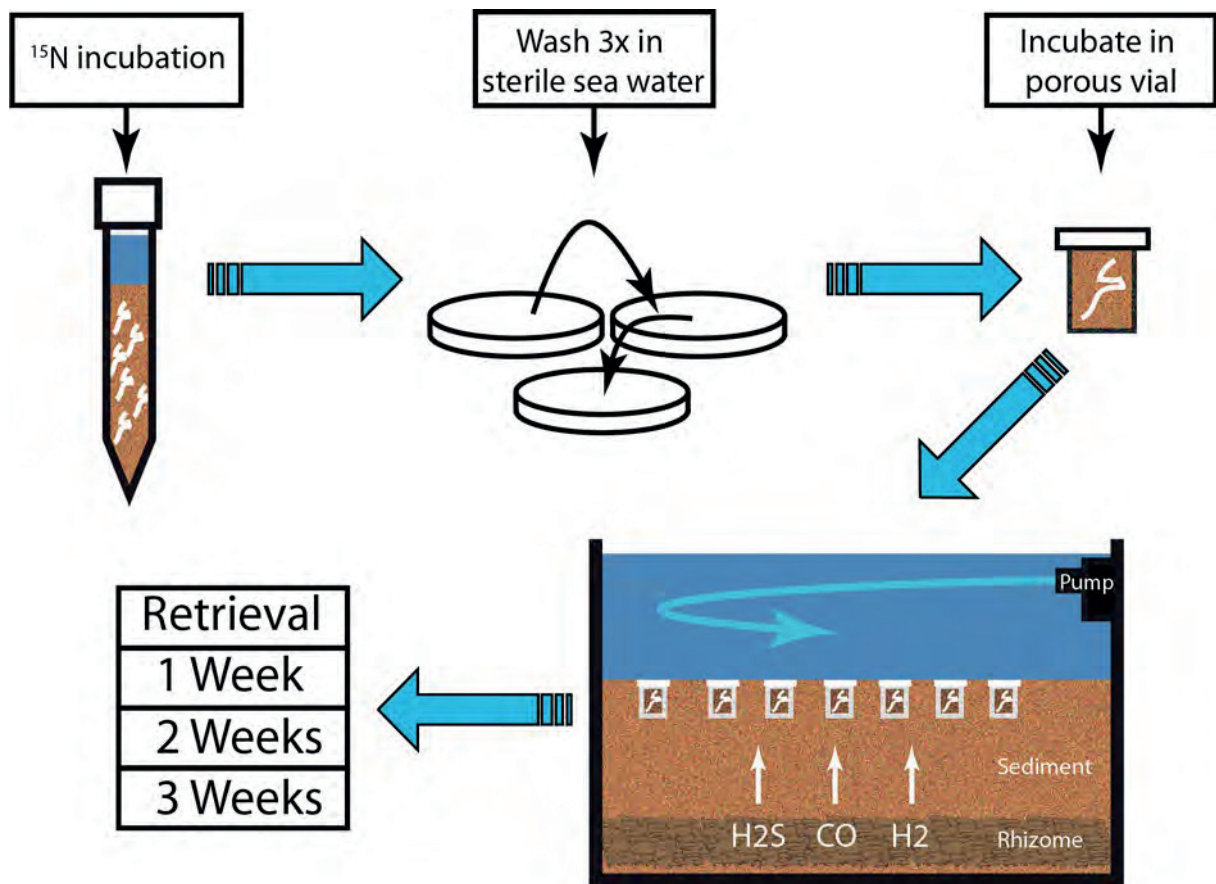 ¹⁵N incubation
Wash 3x in
sterile sea water
Incubate in
porous vial
Pump
Sediment
H2S CO H2
Rhizome
Retrieval
1 Week
2 Weeks
3 Weeks